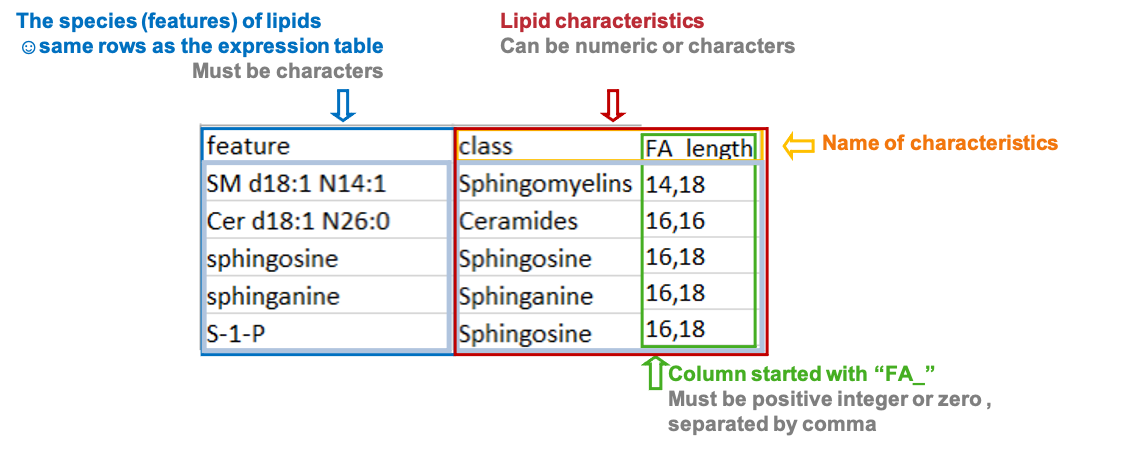 The species (features) of lipids
☺same rows as the expression table
Must be characters
Lipid characteristics
Can be numeric or characters
feature class FA_length
Name of characteristics
SM d18:1 N14:1 Sphingomyelins 14,18
Cer d18:1 N26:0 Ceramides 16,16
sphingosine Sphingosine 16,18
sphinganine Sphinganine 16,18
S-1-P Sphingosine 16,18
Column started with “FA_”
Must be positive integer or zero ,
separated by comma